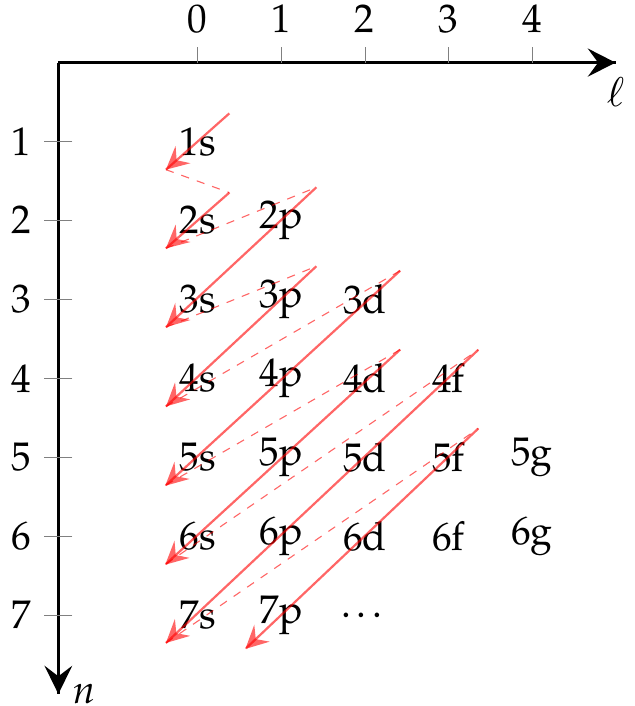 0 1 2 3 4
ℓ
1 1s
2 2s 2p
3 3s 3p 3d
4 4s 4p 4d 4f
5 5s 5p 5d 5f 5g
6 6s 6p 6d 6f 6g
7 7s 7p ···
n